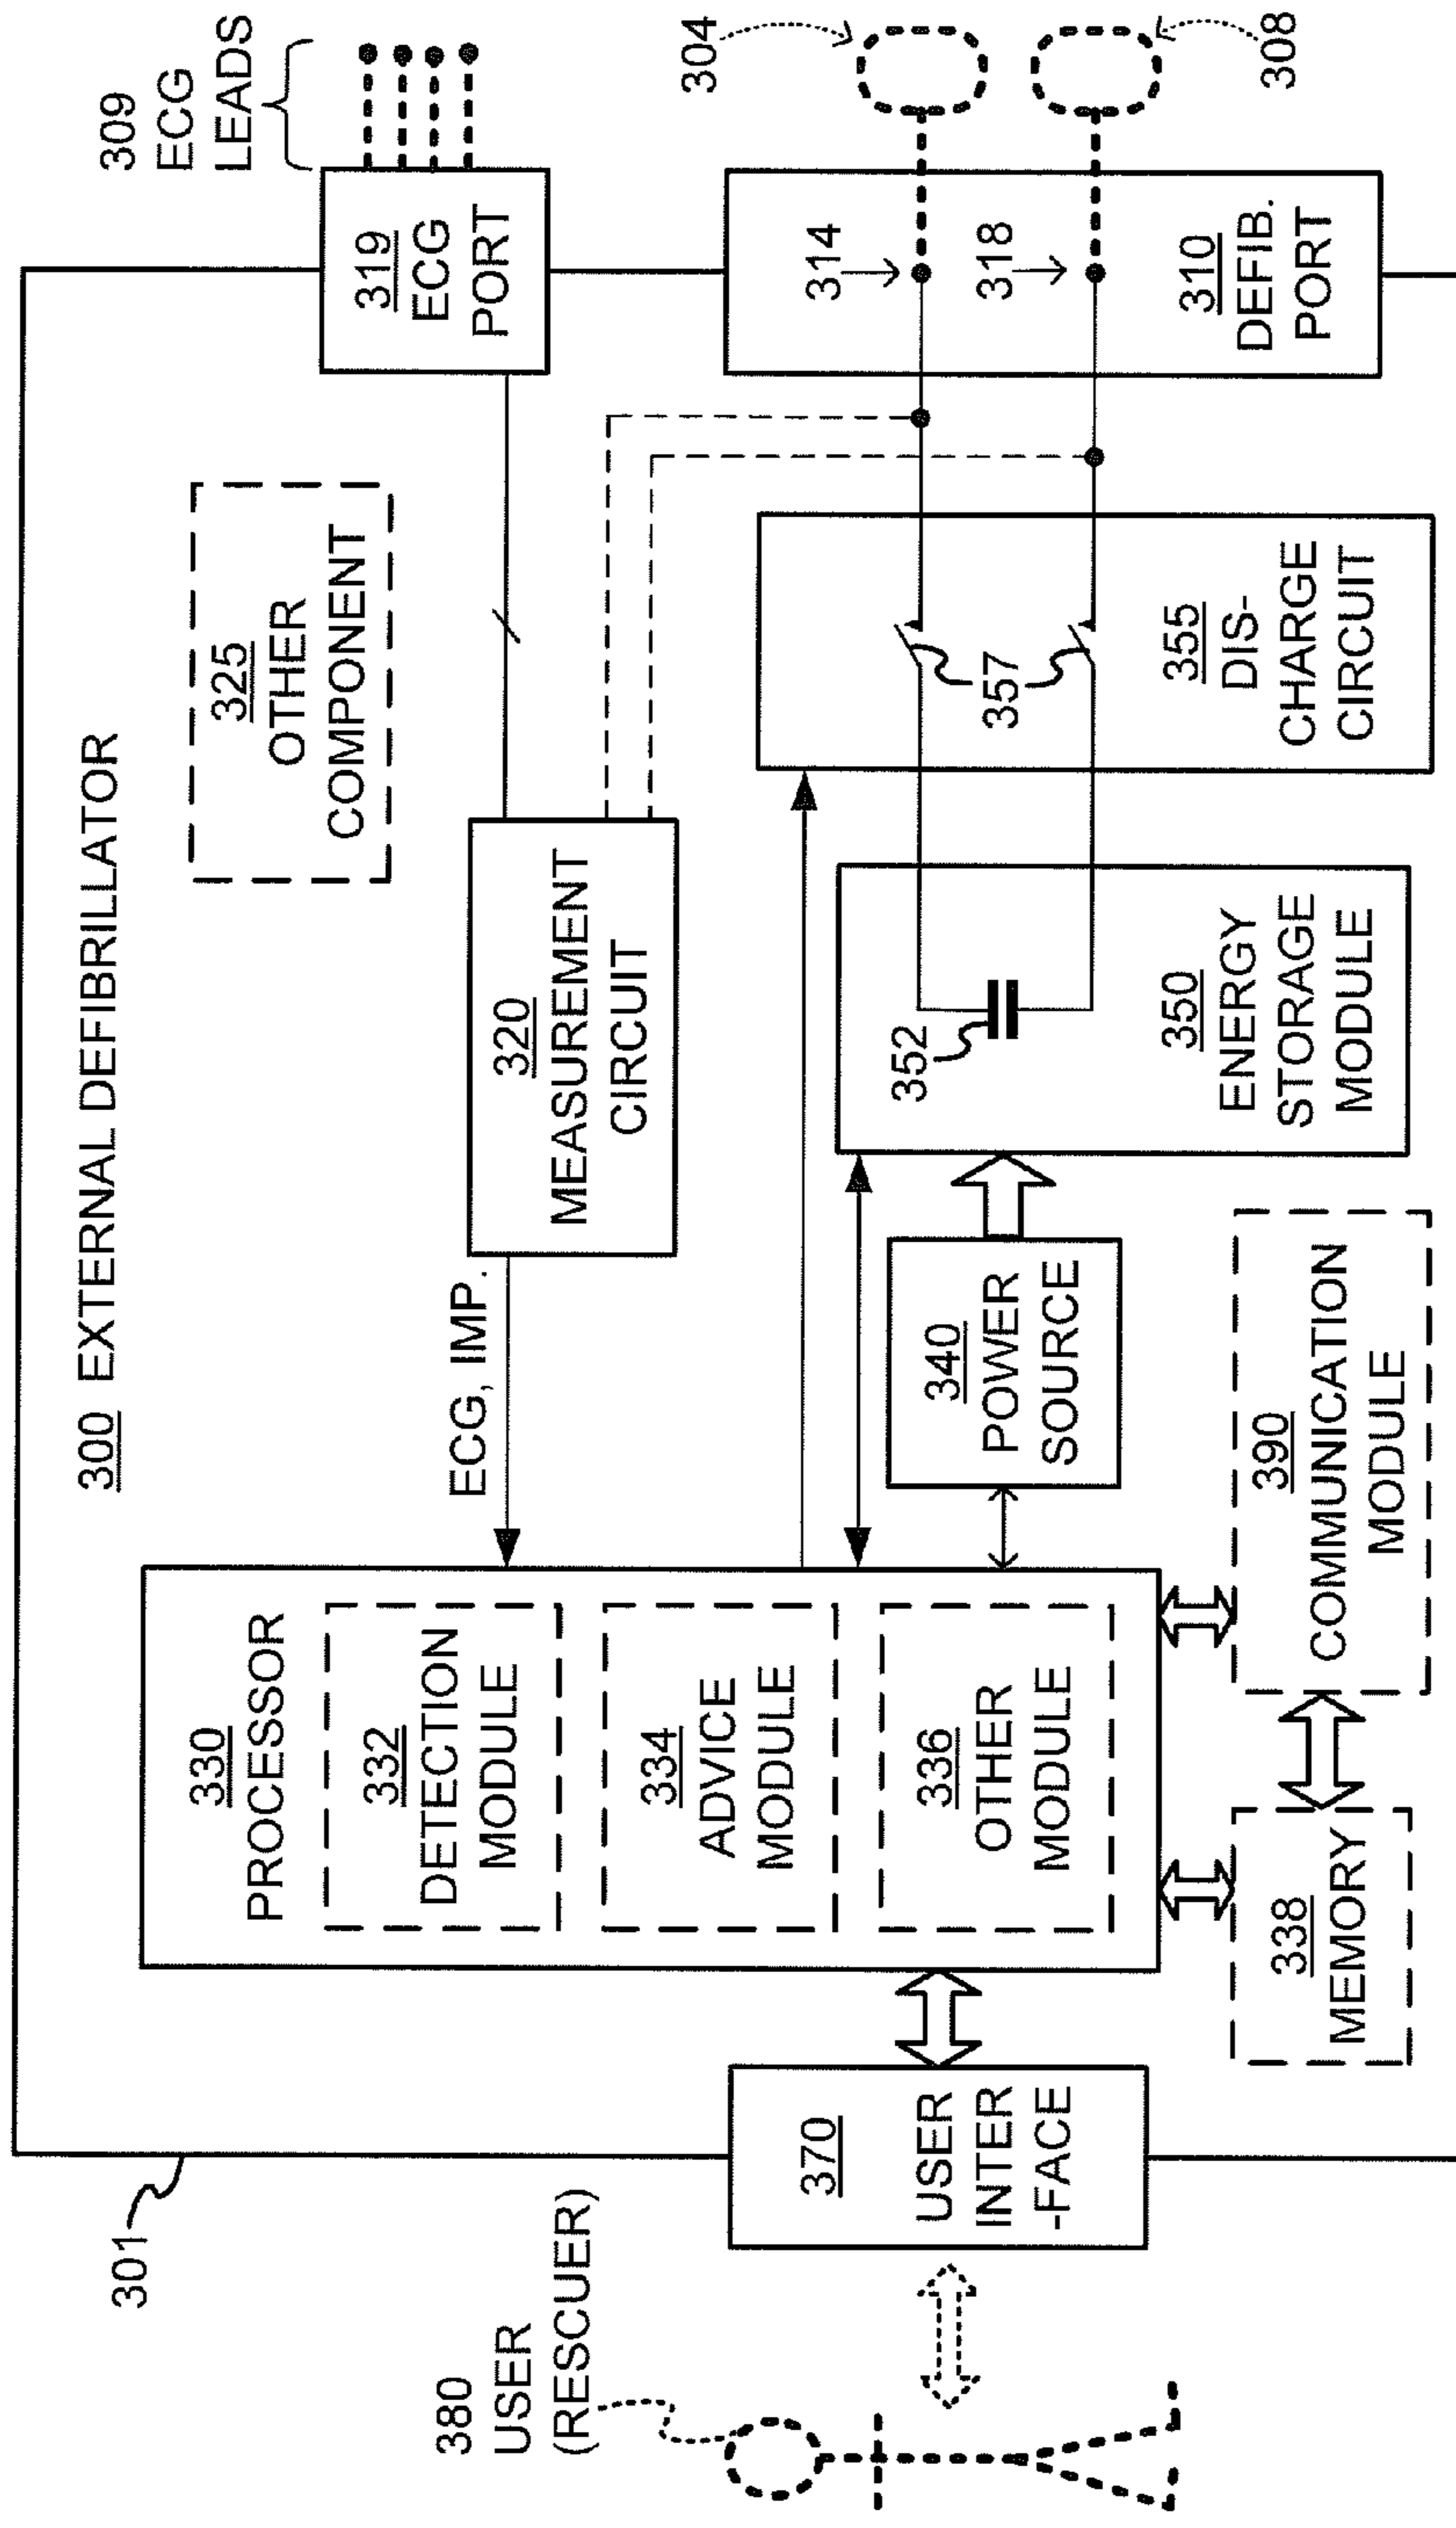 300 EXTERNAL DEFIBRILLATOR
301
380
USER
(RESCUER)
370
USER
INTER
-FACE
330
PROCESSOR
332
DETECTION
MODULE
334
ADVICE
MODULE
336
OTHER
MODULE
338
MEMORY
390
COMMUNICATION
MODULE
ECG, IMP.
320
MEASUREMENT
CIRCUIT
325
OTHER
COMPONENT
340
POWER
SOURCE
352
350
ENERGY
STORAGE
MODULE
357
355
DIS-
CHARGE
CIRCUIT
309
ECG
LEADS
319
ECG
PORT
304
308
314
318
310
DEFIB.
PORT